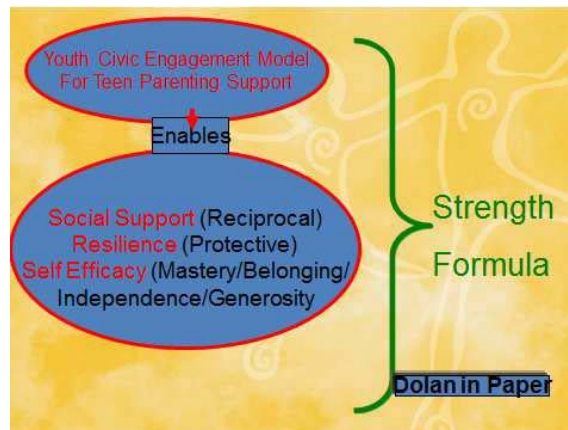 Youth Civic Engagement Model
For Teen Parenting Support
Enables
Social Support (Reciprocal)
Resilience (Protective)
Self Efficacy (Mastery/Belonging/
Independence/Generosity
Strength
Formula
Dolan in Paper